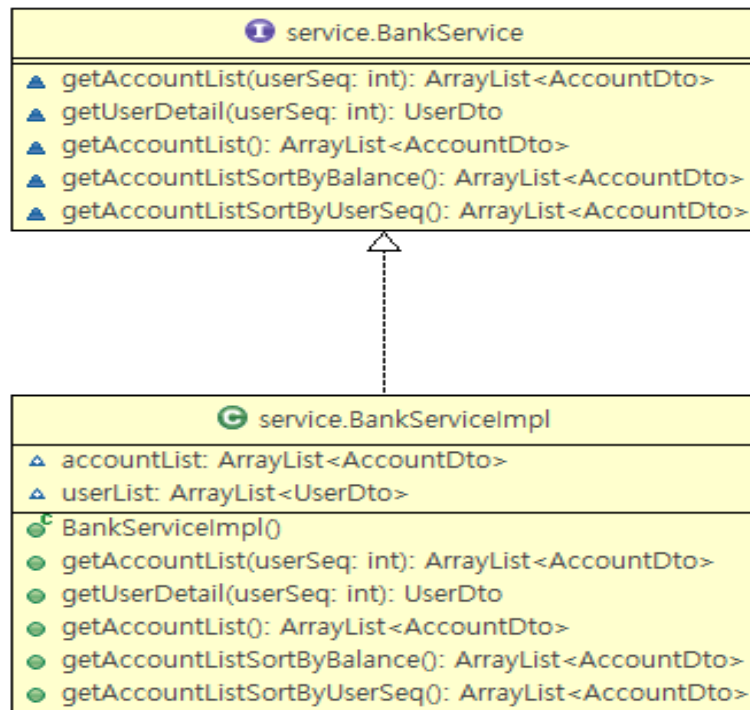 I service.BankService
getAccountList(userSeq: int): ArrayList<AccountDto>
getUserDetail(userSeq: int): UserDto
getAccountList(): ArrayList<AccountDto>
getAccountListSortByBalance(): ArrayList<AccountDto>
getAccountListSortByUserSeq(): ArrayList<AccountDto>
C service.BankServiceImpl
accountList: ArrayList<AccountDto>
userList: ArrayList<UserDto>
C BankServiceImpl()
getAccountList(userSeq: int): ArrayList<AccountDto>
getUserDetail(userSeq: int): UserDto
getAccountList(): ArrayList<AccountDto>
getAccountListSortByBalance(): ArrayList<AccountDto>
getAccountListSortByUserSeq(): ArrayList<AccountDto>